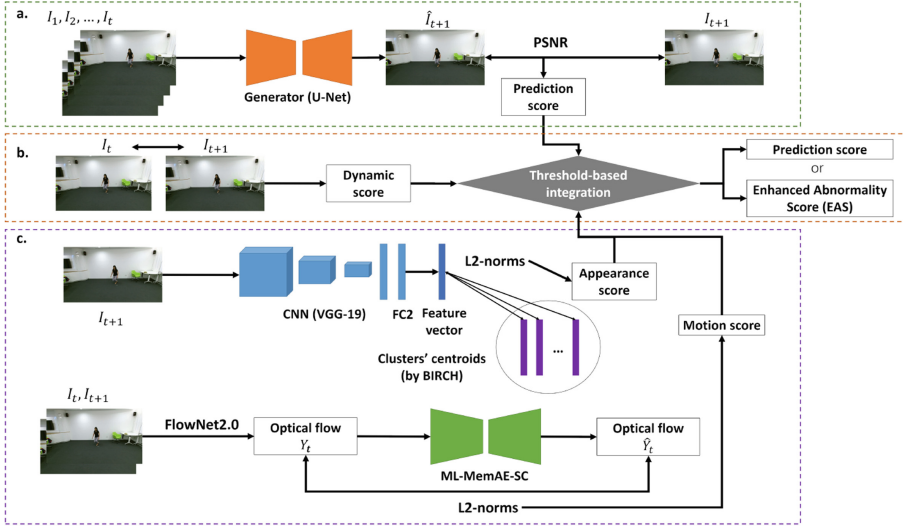 a.
I₁, I₂, ..., Iₜ
Îₜ₊₁
Iₜ₊₁
PSNR
Generator (U-Net)
Prediction
score
b.
Iₜ
Iₜ₊₁
Dynamic
score
Threshold-based
integration
Prediction score
or
Enhanced Abnormality
Score (EAS)
c.
Iₜ₊₁
CNN (VGG-19)
FC2
Feature
vector
L2-norms
Appearance
score
Clusters' centroids
(by BIRCH)
...
Motion score
Iₜ, Iₜ₊₁
FlowNet2.0
Optical flow
Yₜ
ML-MemAE-SC
Optical flow
Ŷₜ
L2-norms